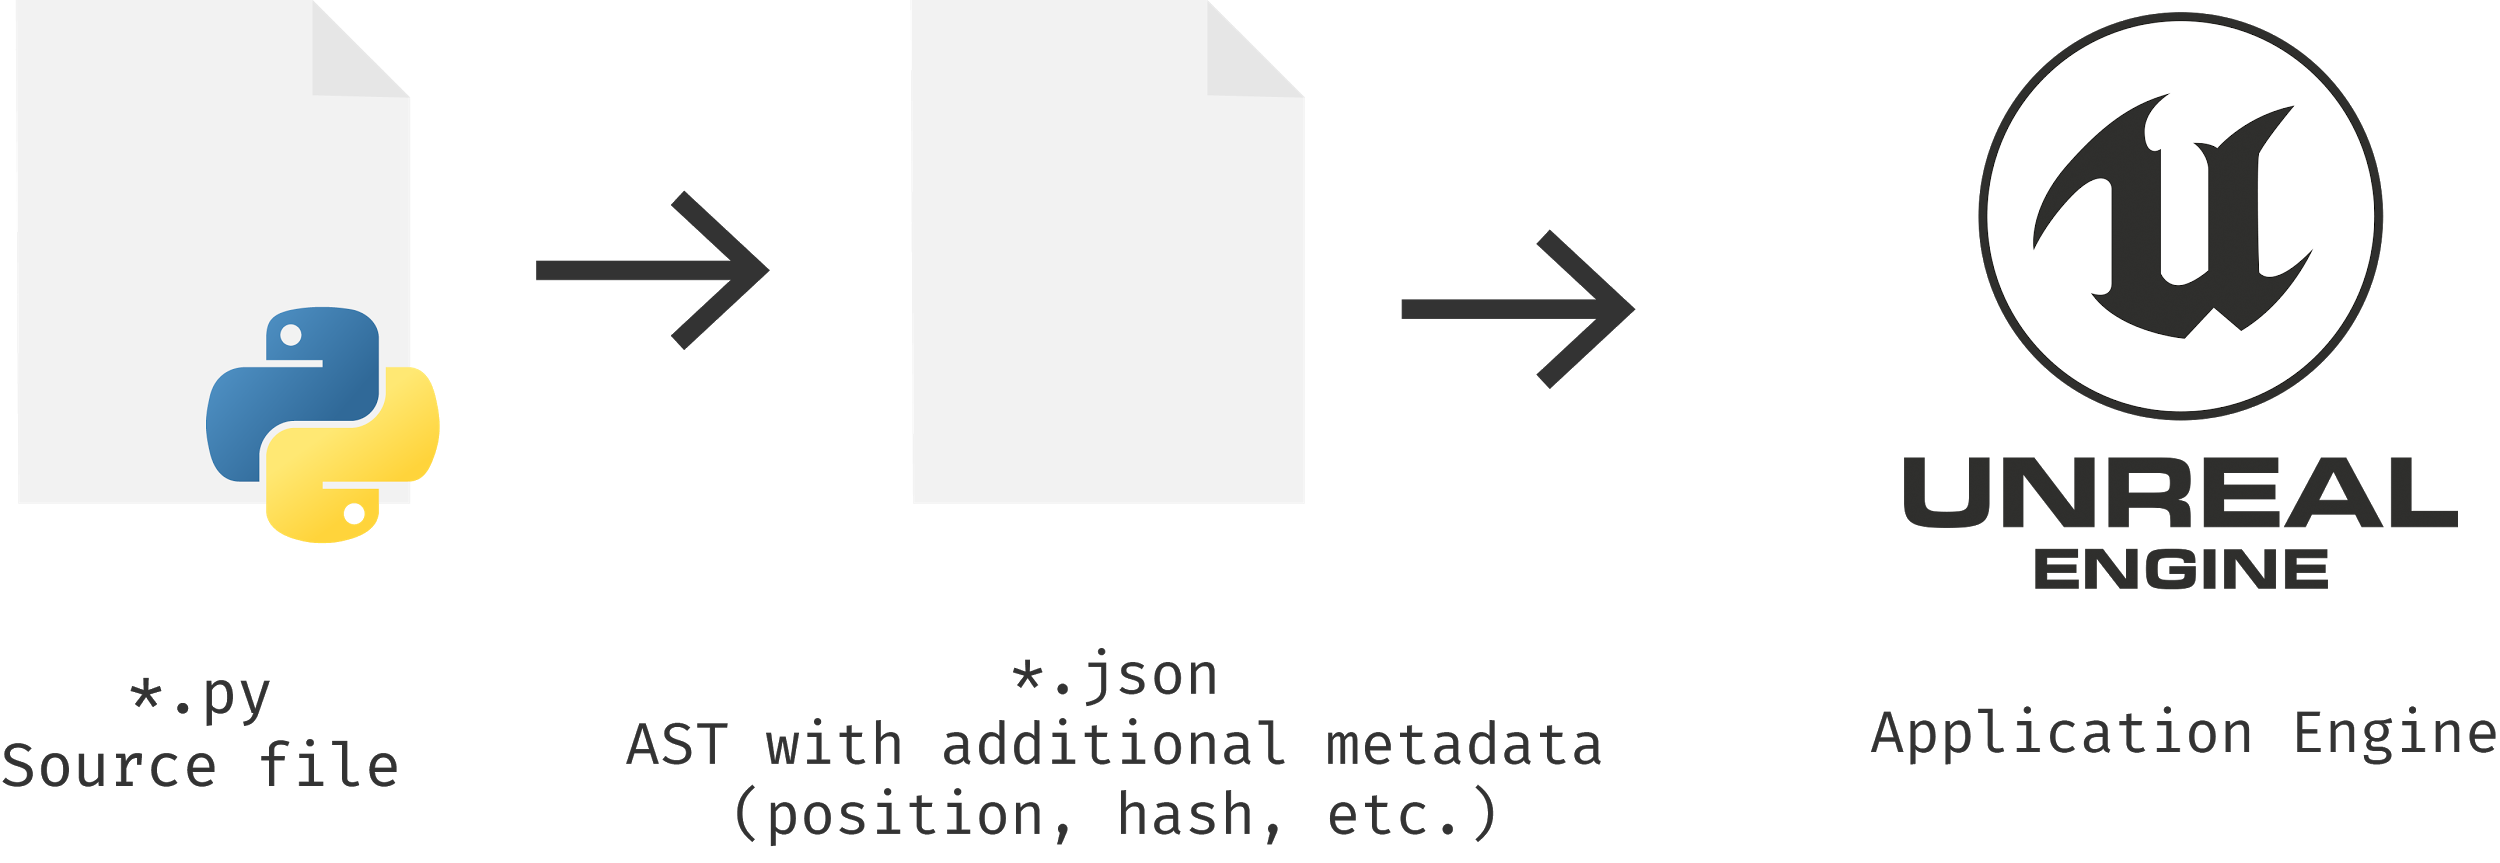 UNREAL
ENGINE
*.py
Source file
*.json
AST with additional metadata
(position, hash, etc.)
Application Engine